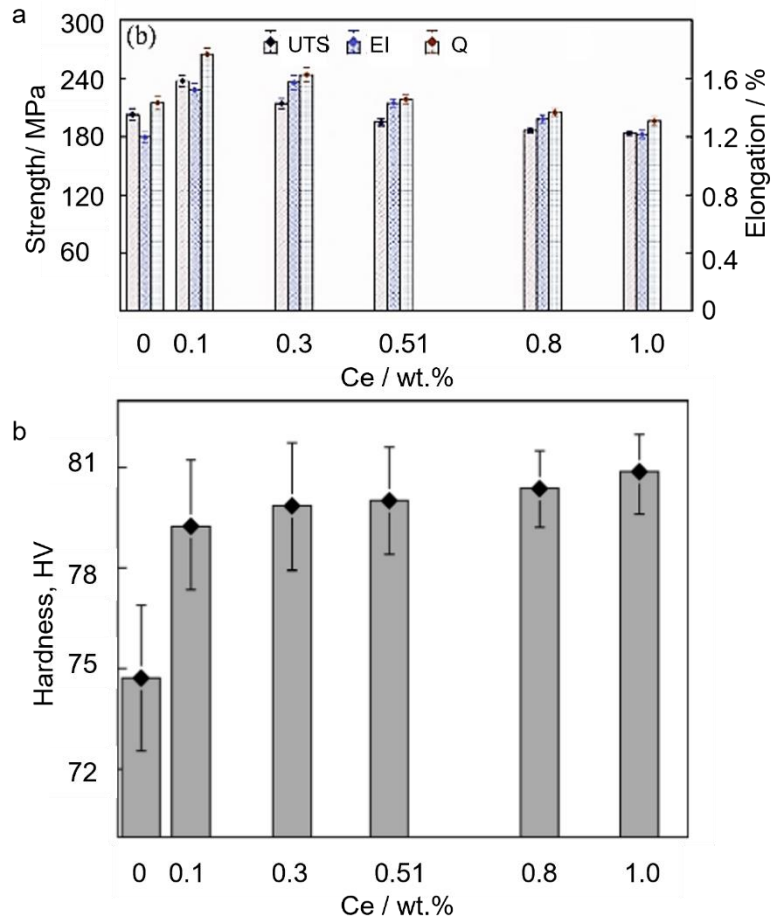 a
(b)
UTS EI Q
Strength/ MPa
300
240
180
120
60
Elongation / %
1.6
1.2
0.8
0.4
0
0 0.1 0.3 0.51 0.8 1.0
Ce / wt.%
b
Hardness, HV
81
78
75
72
0 0.1 0.3 0.51 0.8 1.0
Ce / wt.%